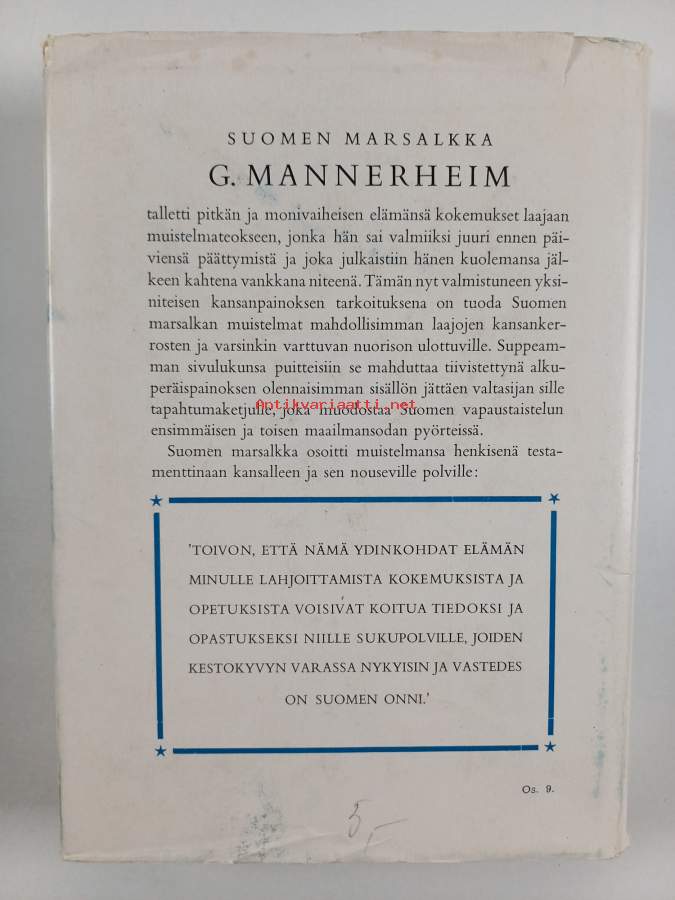 SUOMEN MARSALKKA
G. MANNERHEIM
talletti pitkän ja monivaiheisen elämänsä kokemukset laajaan
muistelmateokseen, jonka hän sai valmiiksi juuri ennen päi-
viensä päättymistä ja joka julkaistiin hänen kuolemansa jäl-
keen kahtena vankkana niteenä. Tämän nyt valmistuneen yksi-
niteisen kansanpainoksen tarkoituksena on tuoda Suomen
marsalkan muistelmat mahdollisimman laajojen kansanker-
rosten ja varsinkin varttuvan nuorison ulottuville. Suppeam-
man sivulukunsa puitteisiin se mahduttaa tiivistettynä alku-
peräispainoksen olennaisimman sisällön jättäen valtasijan sille
tapahtumaketjulle, joka muodostaa Suomen vapaustaistelun
Antikvariaatti.net
ensimmäisen ja toisen maailmansodan pyörteissä.
Suomen marsalkka osoitti muistelmansa henkisenä testa-
menttinaan kansalleen ja sen nouseville polville:
'TOIVON, ETTÄ NÄMÄ YDINKOHDAT ELÄMÄN
MINULLE LAHJOITTAMISTA KOKEMUKSISTA JA
OPETUKSISTA VOISIVAT KOITUA TIEDOKSI JA
OPASTUKSEKSI NIILLE SUKUPOLVILLE, JOIDEN
KESTOKYVYN VARASSA NYKYISIN JA VASTEDES
ON SUOMEN ONNI.'
Os. 9.
5,-